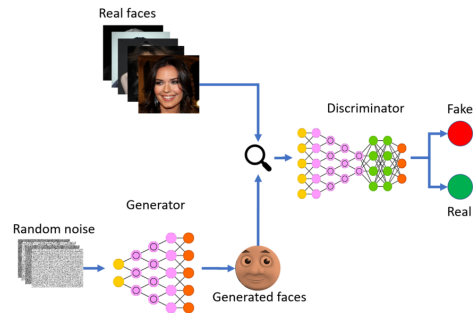 Real faces
Discriminator
Fake
Real
Generator
Random noise
Generated faces